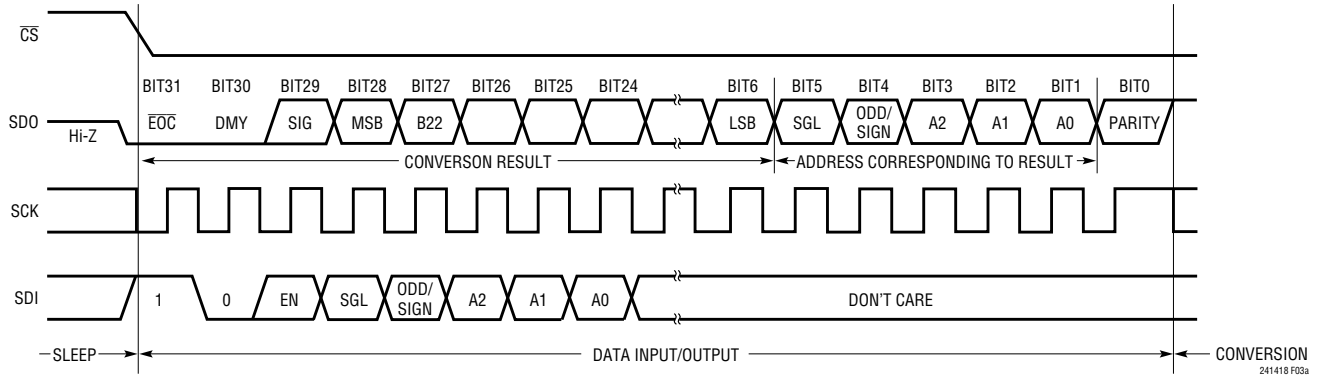 CS
BIT31 BIT30 BIT29 BIT28 BIT27 BIT26 BIT25 BIT24 BIT6 BIT5 BIT4 BIT3 BIT2 BIT1 BIT0
SDO Hi-Z EOC DMY SIG MSB B22 LSB SGL ODD/SIGN A2 A1 A0 PARITY
CONVERSON RESULT ADDRESS CORRESPONDING TO RESULT
SCK
SDI 1 0 EN SGL ODD/SIGN A2 A1 A0 DON'T CARE
SLEEP DATA INPUT/OUTPUT CONVERSION
241418 F03a